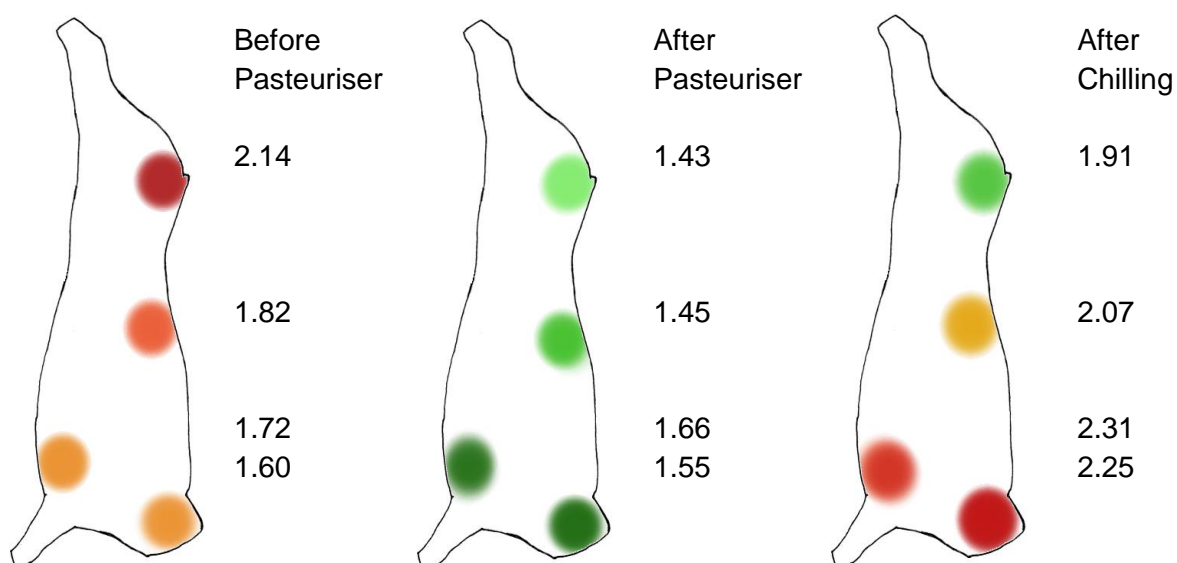 Before
Pasteuriser
2.14
1.82
1.72
1.60
After
Pasteuriser
1.43
1.45
1.66
1.55
After
Chilling
1.91
2.07
2.31
2.25